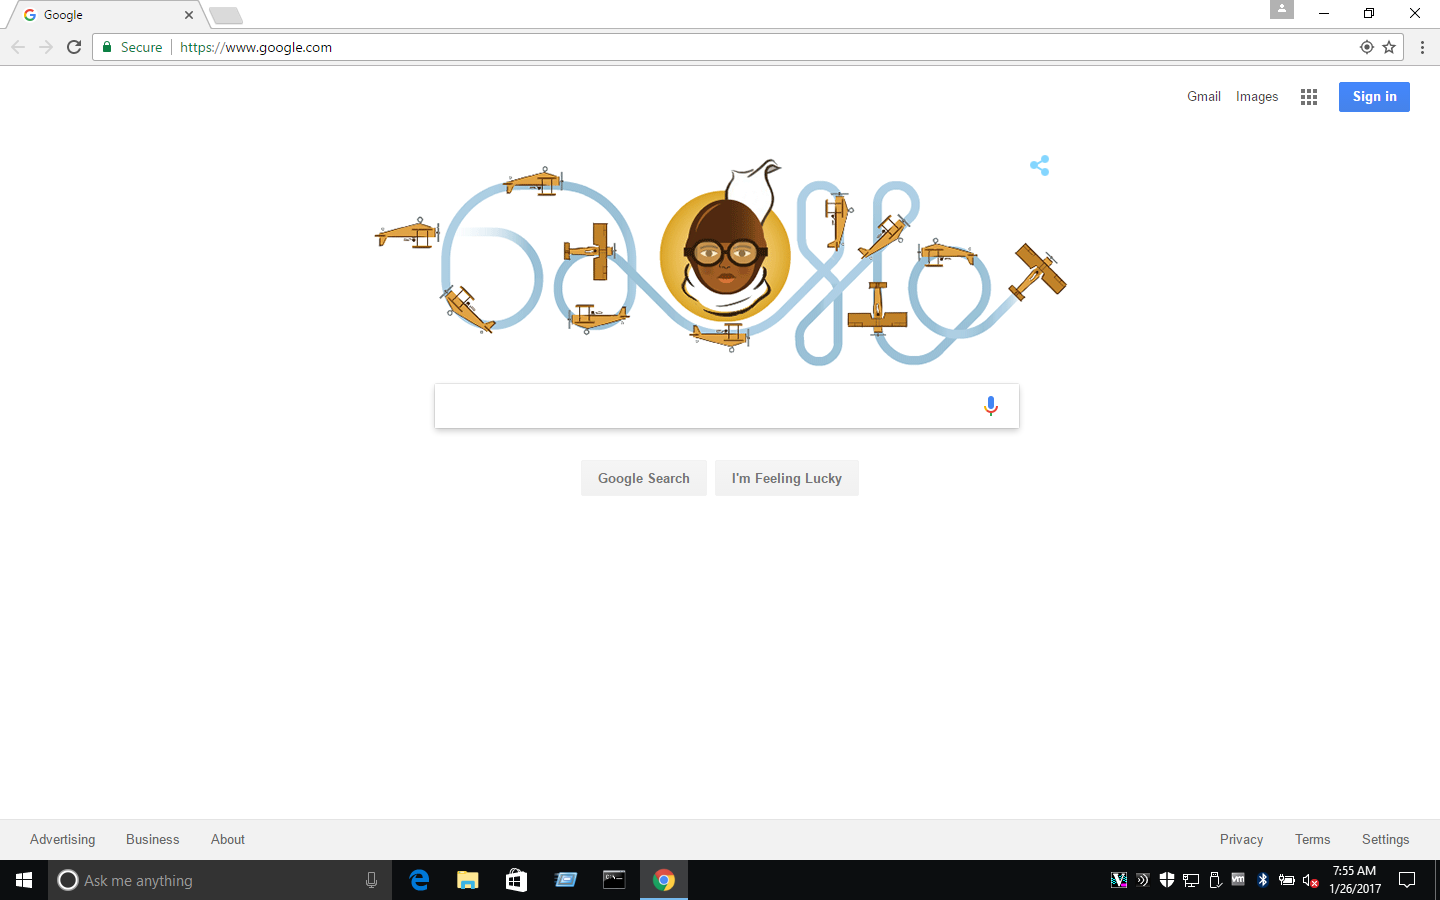 Google
Secure
https://www.google.com
Gmail
Images
Sign in
Google Search
I'm Feeling Lucky
Advertising
Business
About
Privacy
Terms
Settings
Ask me anything
7:55 AM
1/26/2017